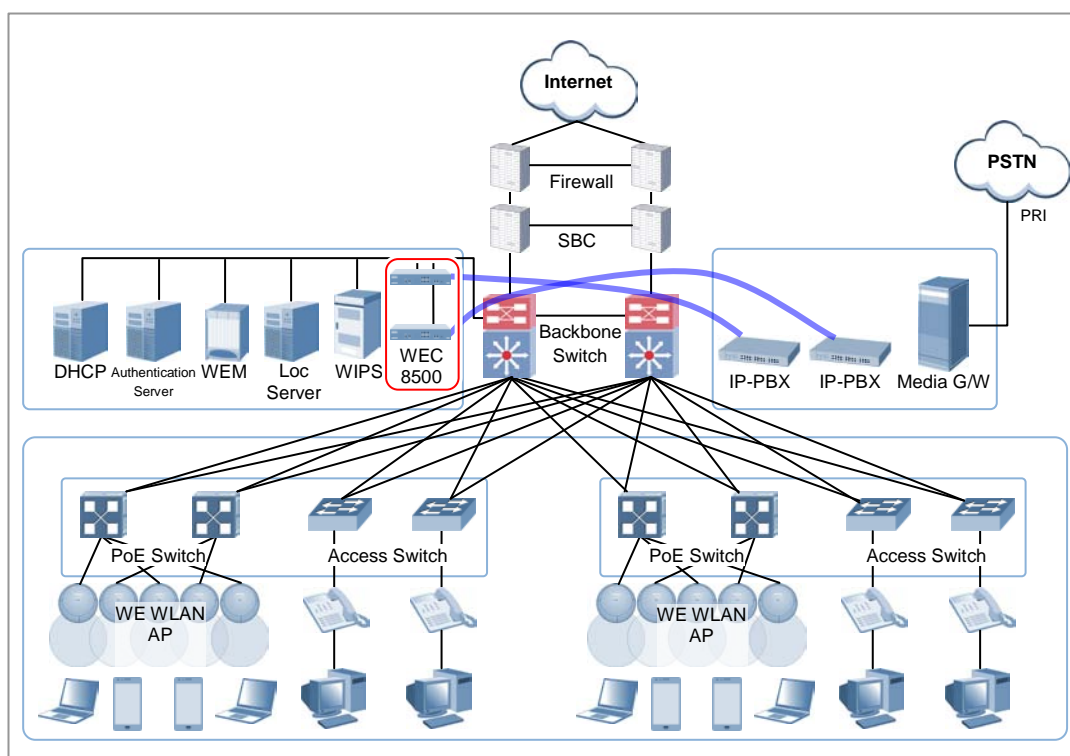 Internet
PSTN
Firewall
PRI
SBC
Backbone
Switch
DHCP
Authentication
Server
WEM
Loc
Server
WIPS
WEC
8500
IP-PBX
IP-PBX
Media G/W
PoE Switch
Access Switch
PoE Switch
Access Switch
WE WLAN
AP
WE WLAN
AP